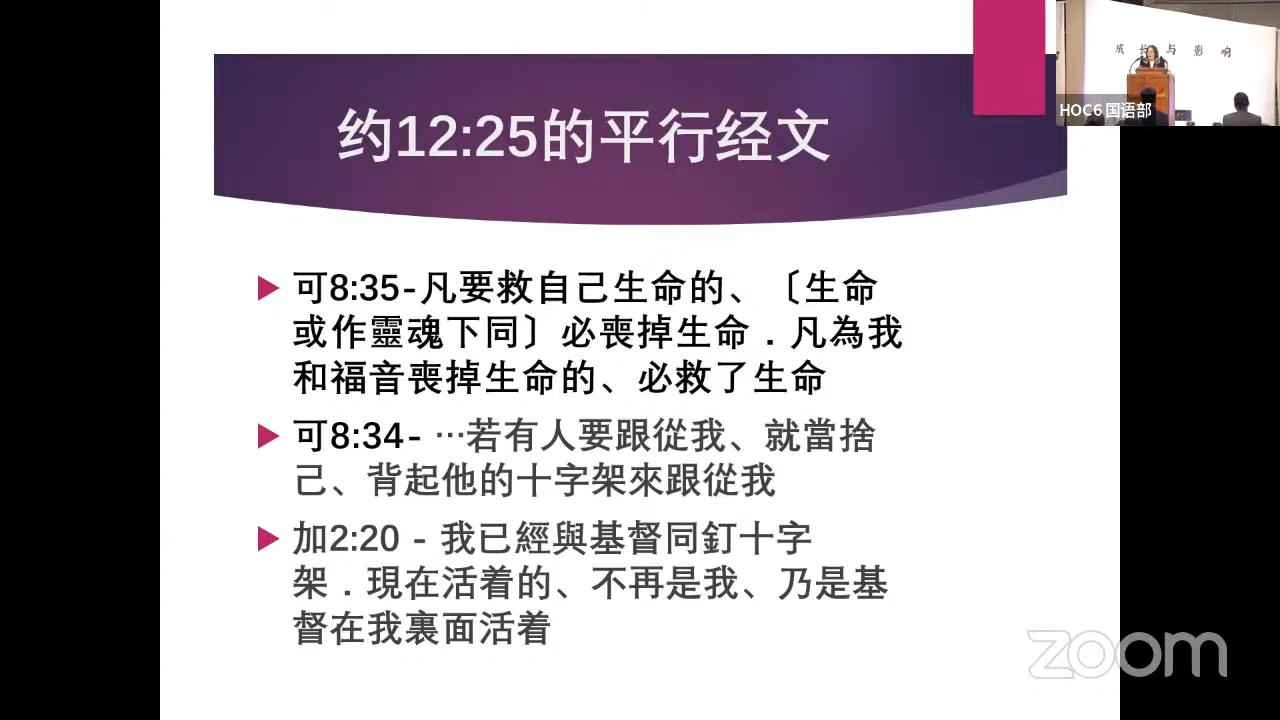 约12:25的平行经文
可8:35-凡要救自己生命的、〔生命
或作靈魂下同〕必喪掉生命．凡為我
和福音喪掉生命的、必救了生命
可8:34- …若有人要跟從我、就當捨
己、背起他的十字架來跟從我
加2:20 - 我已經與基督同釘十字
架．現在活着的、不再是我、乃是基
督在我裏面活着
成长与影响
HOC6 国语部
zoom